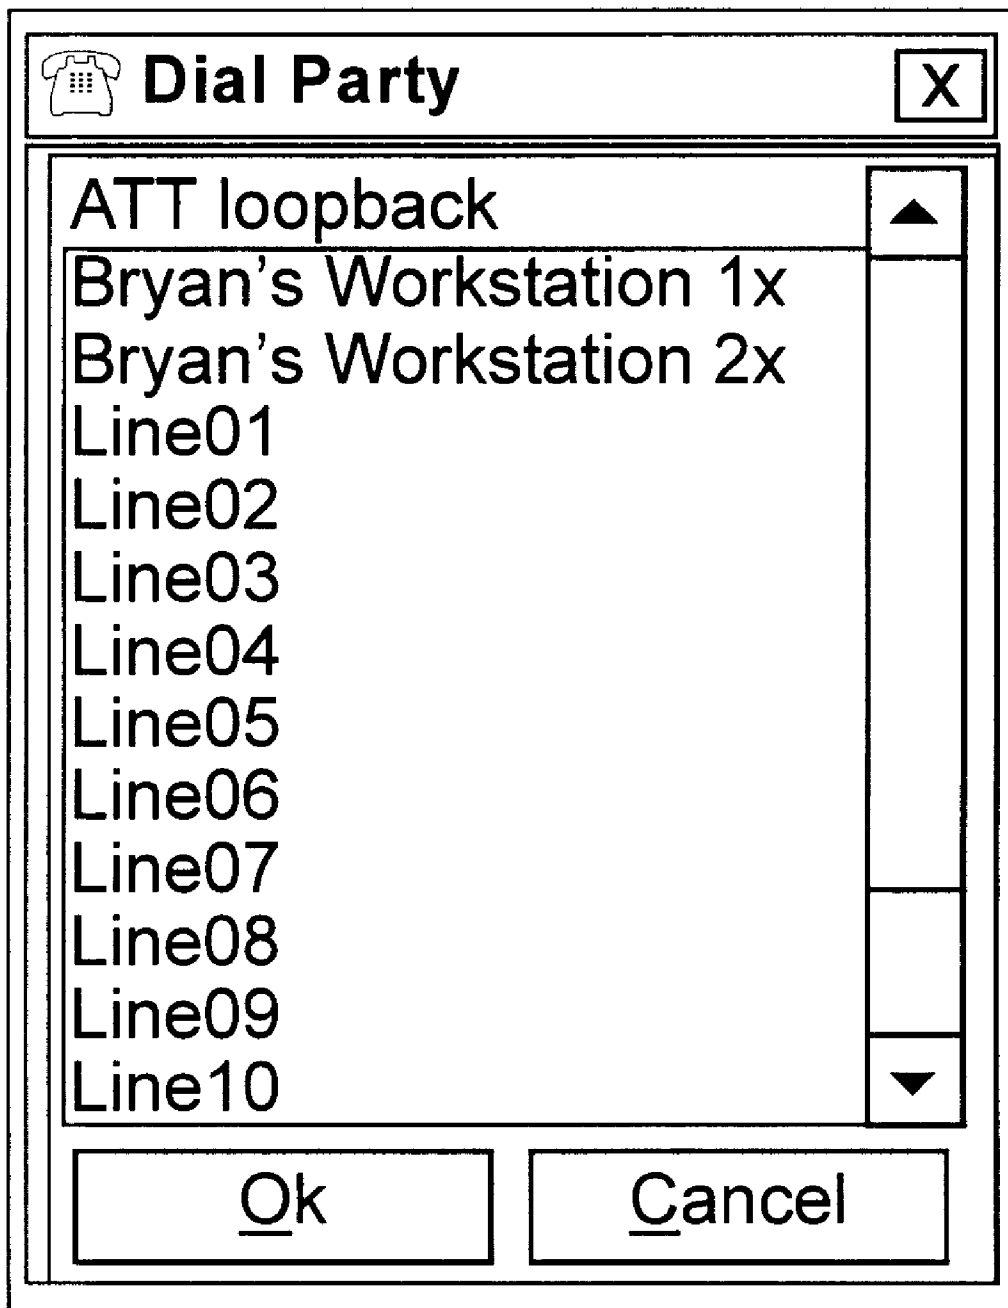 Dial Party
X
ATT loopback
Bryan's Workstation 1x
Bryan's Workstation 2x
Line01
Line02
Line03
Line04
Line05
Line06
Line07
Line08
Line09
Line10
Ok
Cancel